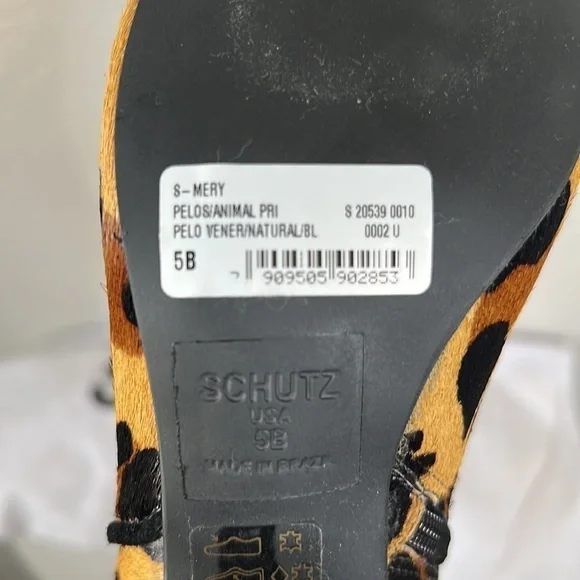 S-MERY
PELOS/ANIMAL PRI S 20539 0010
PELO VENER/NATURAL/BL 0002 U
5B
7 909505 902853
SCHUTZ
USA
5B
MADE IN BRAZIL